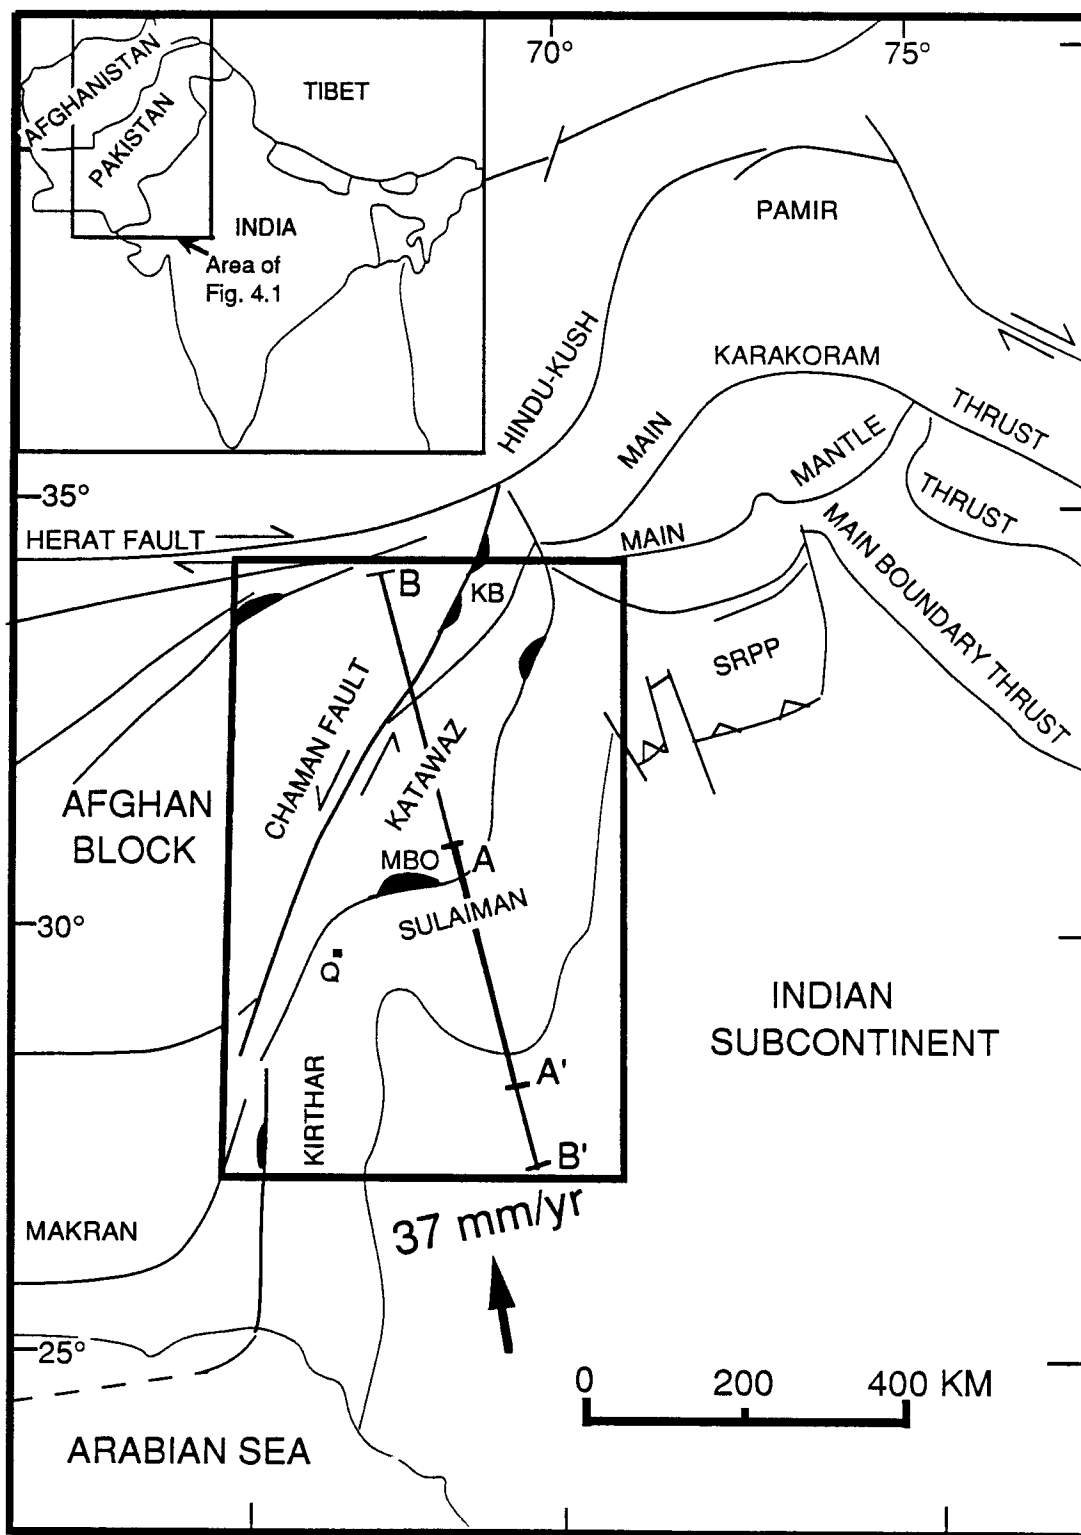 70°
75°
AFGHANISTAN
PAKISTAN
TIBET
INDIA
Area of
Fig. 4.1
PAMIR
HINDU-KUSH
KARAKORAM
MAIN
THRUST
MANTLE
THRUST
35°
HERAT FAULT
MAIN
MAIN BOUNDARY THRUST
B
KB
SRPP
CHAMAN FAULT
KATAWAZ
AFGHAN
BLOCK
MBO
A
SULAIMAN
30°
Q
INDIAN
SUBCONTINENT
A'
KIRTHAR
B'
37 mm/yr
MAKRAN
25°
0
200
400 KM
ARABIAN SEA